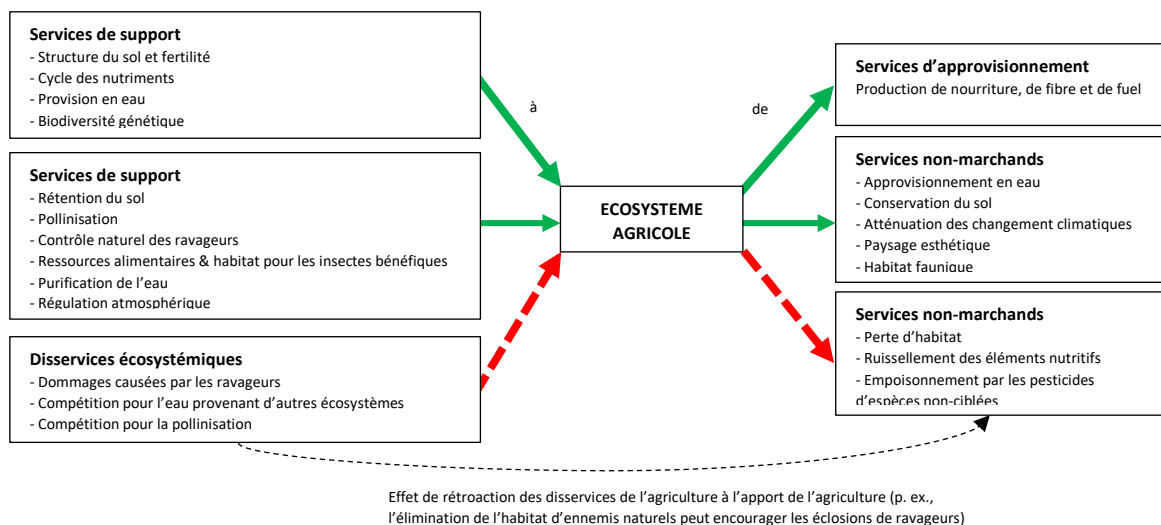 Services de support
- Structure du sol et fertilité
- Cycle des nutriments
- Provision en eau
- Biodiversité génétique
Services de support
- Rétention du sol
- Pollinisation
- Contrôle naturel des ravageurs
- Ressources alimentaires & habitat pour les insectes bénéfiques
- Purification de l'eau
- Régulation atmosphérique
Disservices écosystémiques
- Dommages causées par les ravageurs
- Compétition pour l'eau provenant d'autres écosystèmes
- Compétition pour la pollinisation
à
de
ECOSYSTEME
AGRICOLE
Services d'approvisionnement
Production de nourriture, de fibre et de fuel
Services non-marchands
- Approvisionnement en eau
- Conservation du sol
- Atténuation des changement climatiques
- Paysage esthétique
- Habitat faunique
Services non-marchands
- Perte d'habitat
- Ruissellement des éléments nutritifs
- Empoisonnement par les pesticides
d'espèces non-ciblées
Effet de rétroaction des disservices de l'agriculture à l'apport de l'agriculture (p. ex.,
l'élimination de l'habitat d'ennemis naturels peut encourager les éclosions de ravageurs)